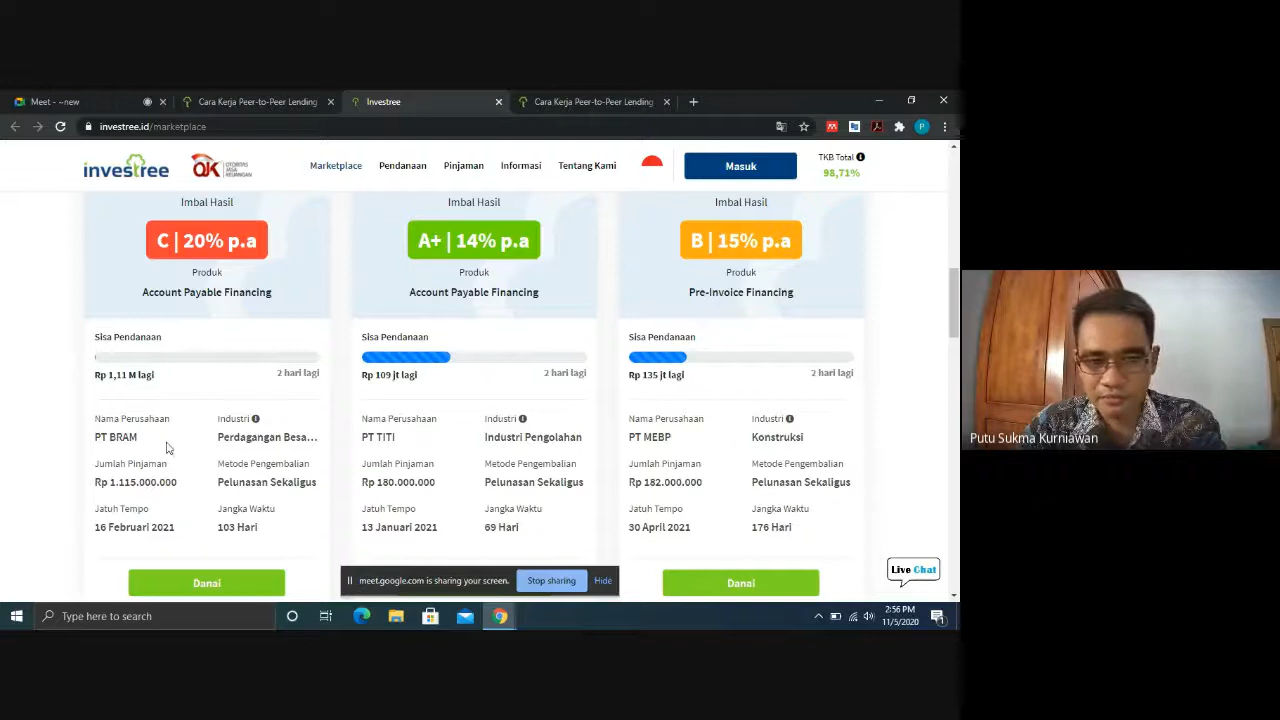 Meet - ~new
Cara Kerja Peer-to-Peer Lending
Investree
Cara Kerja Peer-to-Peer Lending
investree.id/marketplace
investree
OJK OTORITAS JASA KEUANGAN
Marketplace
Pendanaan
Pinjaman
Informasi
Tentang Kami
Masuk
TKB Total
98,71%
Imbal Hasil
C | 20% p.a
Produk
Account Payable Financing
Sisa Pendanaan
Rp 1,11 M lagi
2 hari lagi
Nama Perusahaan
PT BRAM
Industri
Perdagangan Besa...
Jumlah Pinjaman
Rp 1.115.000.000
Metode Pengembalian
Pelunasan Sekaligus
Jatuh Tempo
16 Februari 2021
Jangka Waktu
103 Hari
Danai
Imbal Hasil
A+ | 14% p.a
Produk
Account Payable Financing
Sisa Pendanaan
Rp 109 jt lagi
2 hari lagi
Nama Perusahaan
PT TITI
Industri
Industri Pengolahan
Jumlah Pinjaman
Rp 180.000.000
Metode Pengembalian
Pelunasan Sekaligus
Jatuh Tempo
13 Januari 2021
Jangka Waktu
69 Hari
Imbal Hasil
B | 15% p.a
Produk
Pre-Invoice Financing
Sisa Pendanaan
Rp 135 jt lagi
2 hari lagi
Nama Perusahaan
PT MEBP
Industri
Konstruksi
Jumlah Pinjaman
Rp 182.000.000
Metode Pengembalian
Pelunasan Sekaligus
Jatuh Tempo
30 April 2021
Jangka Waktu
176 Hari
Danai
Live Chat
meet.google.com is sharing your screen.
Stop sharing
Hide
Type here to search
2:56 PM
11/5/2020
Putu Sukma Kurniawan